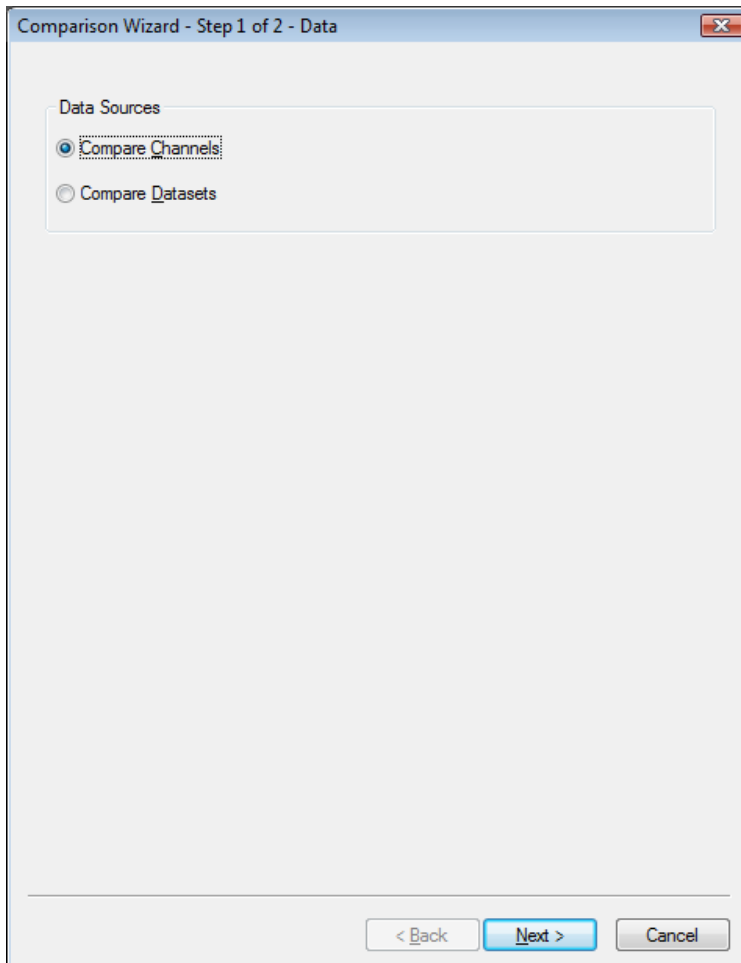 Comparison Wizard - Step 1 of 2 - Data
Data Sources
Compare Channels
Compare Datasets
< Back Next > Cancel